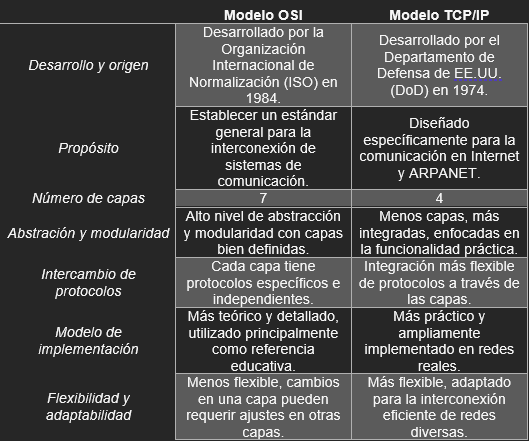 Modelo OSI
Modelo TCP/IP
Desarrollo y origen
Desarrollado por la
Organización
Internacional de
Normalización (ISO) en
1984.
Desarrollado por el
Departamento de
Defensa de EE.UU.
(DoD) en 1974.
Propósito
Establecer un estándar
general para la
interconexión de
sistemas de
comunicación.
Diseñado
específicamente para la
comunicación en Internet
y ARPANET.
Número de capas
7
4
Abstración y modularidad
Alto nivel de abstracción
y modularidad con capas
bien definidas.
Menos capas, más
integradas, enfocadas en
la funcionalidad práctica.
Intercambio de
protocolos
Cada capa tiene
protocolos específicos e
independientes.
Integración más flexible
de protocolos a través de
las capas.
Modelo de
implementación
Más teórico y detallado,
utilizado principalmente
como referencia
educativa.
Más práctico y
ampliamente
implementado en redes
reales.
Flexibilidad y
adaptabilidad
Menos flexible, cambios
en una capa pueden
requerir ajustes en otras
capas.
Más flexible, adaptado
para la interconexión
eficiente de redes
diversas.